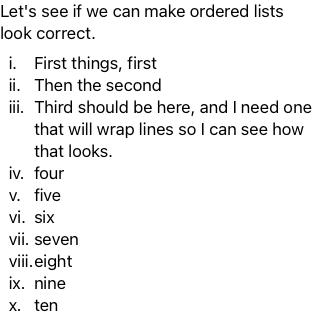 Let's see if we can make ordered lists
look correct.
i. First things, first
ii. Then the second
iii. Third should be here, and I need one
that will wrap lines so I can see how
that looks.
iv. four
v. five
vi. six
vii. seven
viii. eight
ix. nine
x. ten